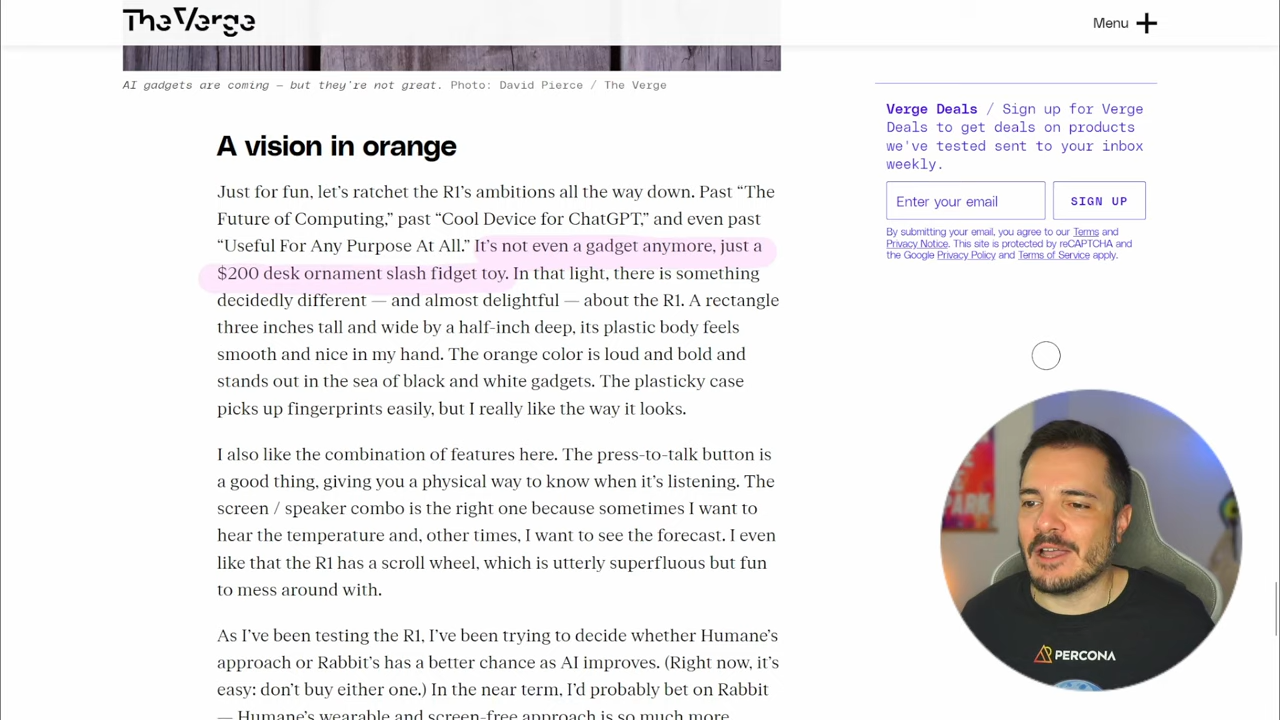 The Verge
Menu
AI gadgets are coming — but they're not great. Photo: David Pierce / The Verge
A vision in orange
Just for fun, let's ratchet the R1's ambitions all the way down. Past “The
Future of Computing,” past “Cool Device for ChatGPT,” and even past
“Useful For Any Purpose At All.” It's not even a gadget anymore, just a
$200 desk ornament slash fidget toy. In that light, there is something
decidedly different — and almost delightful — about the R1. A rectangle
three inches tall and wide by a half-inch deep, its plastic body feels
smooth and nice in my hand. The orange color is loud and bold and
stands out in the sea of black and white gadgets. The plasticky case
picks up fingerprints easily, but I really like the way it looks.
I also like the combination of features here. The press-to-talk button is
a good thing, giving you a physical way to know when it's listening. The
screen / speaker combo is the right one because sometimes I want to
hear the temperature and, other times, I want to see the forecast. I even
like that the R1 has a scroll wheel, which is utterly superfluous but fun
to mess around with.
As I've been testing the R1, I've been trying to decide whether Humane's
approach or Rabbit's has a better chance as AI improves. (Right now, it's
easy: don't buy either one.) In the near term, I'd probably bet on Rabbit
— Humane's wearable and screen-free approach is so much more
Verge Deals / Sign up for Verge
Deals to get deals on products
we've tested sent to your inbox
weekly.
Enter your email
SIGN UP
By submitting your email, you agree to our Terms and
Privacy Notice. This site is protected by reCAPTCHA and
the Google Privacy Policy and Terms of Service apply.
PERCONA